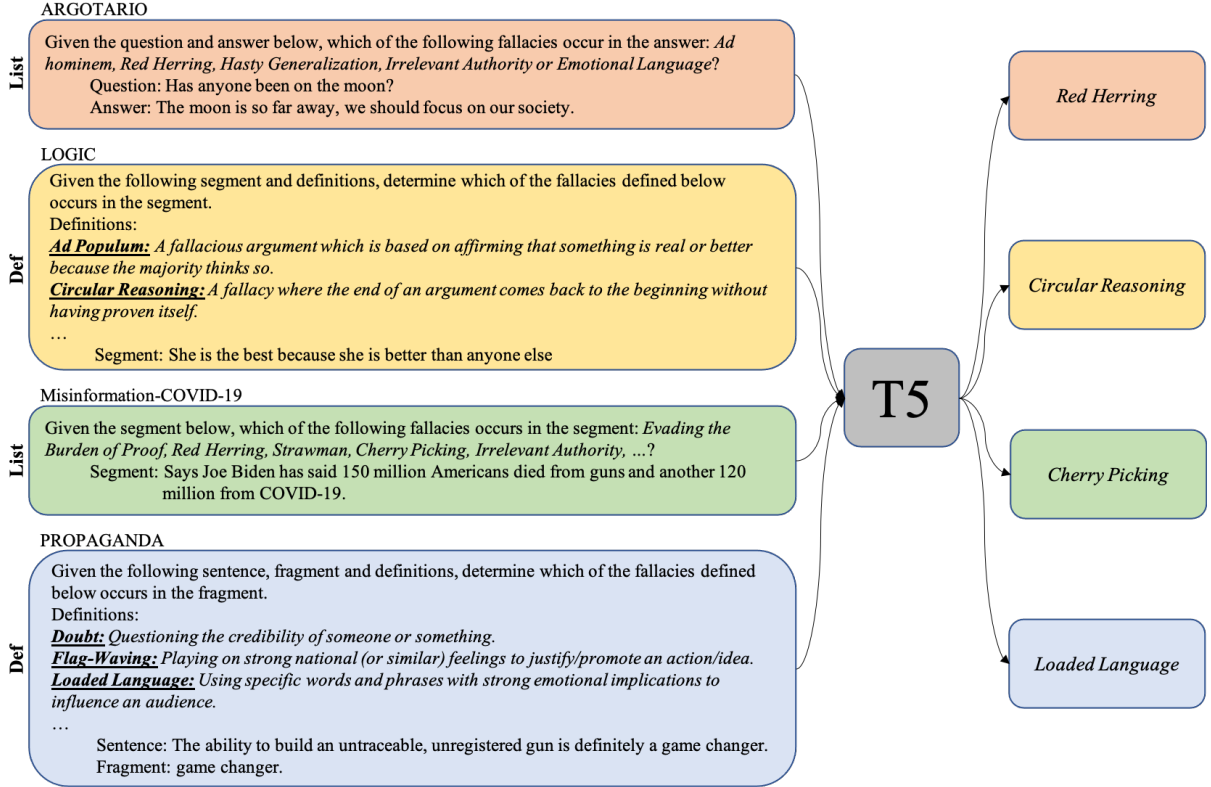 ARGOTARIO
List
Given the question and answer below, which of the following fallacies occur in the answer: Ad
hominem, Red Herring, Hasty Generalization, Irrelevant Authority or Emotional Language?
Question: Has anyone been on the moon?
Answer: The moon is so far away, we should focus on our society.
LOGIC
Def
Given the following segment and definitions, determine which of the fallacies defined below
occurs in the segment.
Definitions:
Ad Populum: A fallacious argument which is based on affirming that something is real or better
because the majority thinks so.
Circular Reasoning: A fallacy where the end of an argument comes back to the beginning without
having proven itself.
…
Segment: She is the best because she is better than anyone else
Misinformation-COVID-19
List
Given the segment below, which of the following fallacies occurs in the segment: Evading the
Burden of Proof, Red Herring, Strawman, Cherry Picking, Irrelevant Authority, …?
Segment: Says Joe Biden has said 150 million Americans died from guns and another 120
million from COVID-19.
PROPAGANDA
Def
Given the following sentence, fragment and definitions, determine which of the fallacies defined
below occurs in the fragment.
Definitions:
Doubt: Questioning the credibility of someone or something.
Flag-Waving: Playing on strong national (or similar) feelings to justify/promote an action/idea.
Loaded Language: Using specific words and phrases with strong emotional implications to
influence an audience.
…
Sentence: The ability to build an untraceable, unregistered gun is definitely a game changer.
Fragment: game changer.
T5
Red Herring
Circular Reasoning
Cherry Picking
Loaded Language